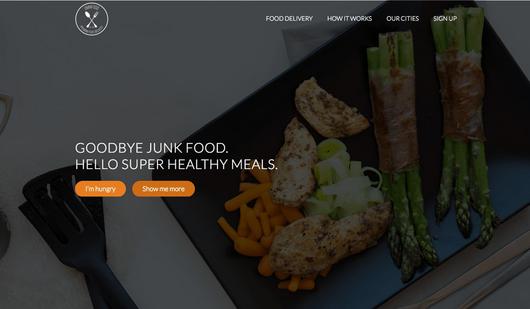 FOOD DELIVERY HOW IT WORKS OUR CITIES SIGN UP
GOODBYE JUNK FOOD.
HELLO SUPER HEALTHY MEALS.
I'm hungry Show me more